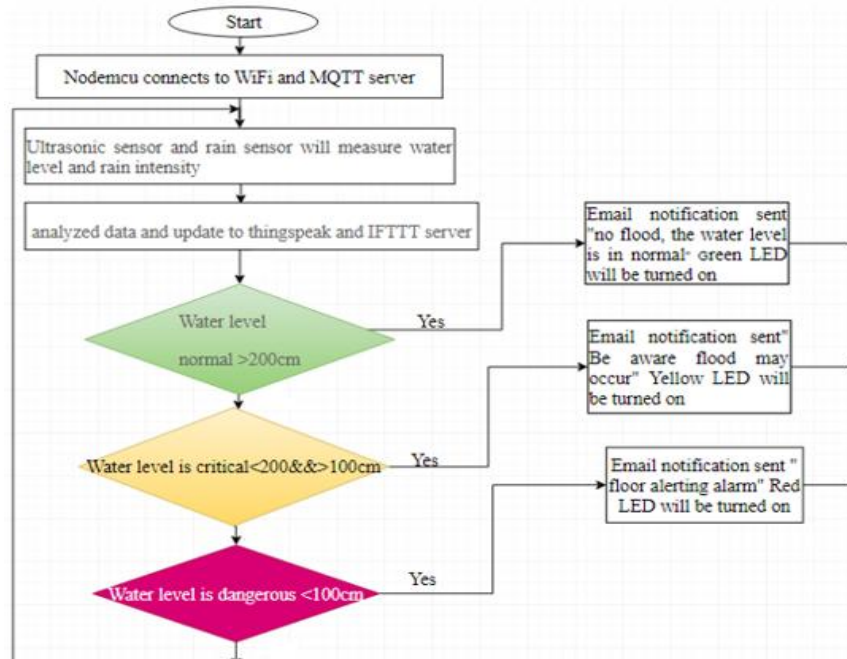 Start
Nodemcu connects to WiFi and MQTT server
Ultrasonic sensor and rain sensor will measure water
level and rain intensity
analyzed data and update to thingspeak and IFTTT server
Water level
normal >200cm
Yes
Email notification sent
"no flood, the water level
is in normal" Green LED
will be turned on
Water level is critical<200&&>100cm
Yes
Email notification sent"
Be aware flood may
occur" Yellow LED will
be turned on
Water level is dangerous <100cm
Yes
Email notification sent "
floor alerting alarm" Red
LED will be turned on